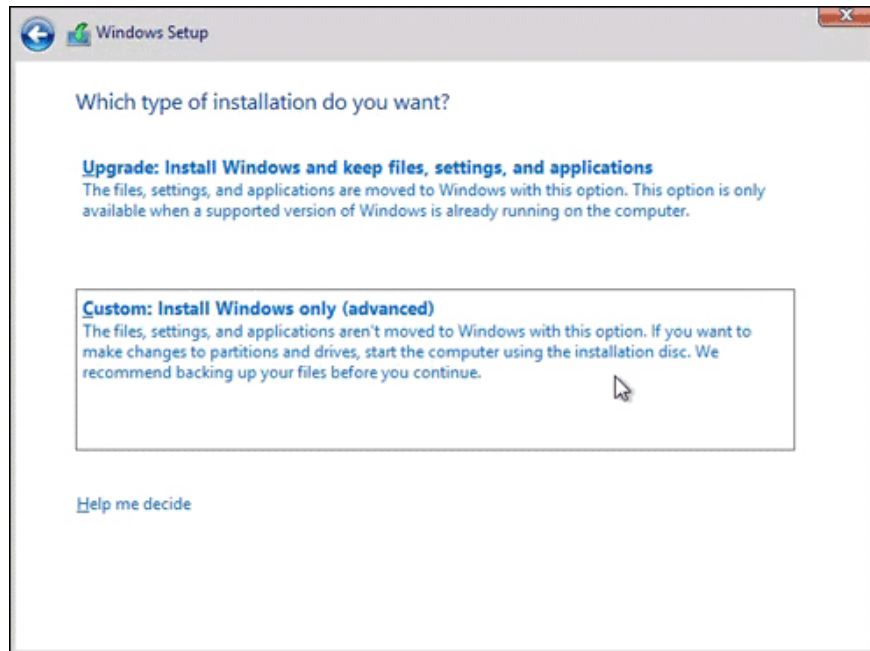 Windows Setup
Which type of installation do you want?
Upgrade: Install Windows and keep files, settings, and applications
The files, settings, and applications are moved to Windows with this option. This option is only
available when a supported version of Windows is already running on the computer.
Custom: Install Windows only (advanced)
The files, settings, and applications aren't moved to Windows with this option. If you want to
make changes to partitions and drives, start the computer using the installation disc. We
recommend backing up your files before you continue.
Help me decide